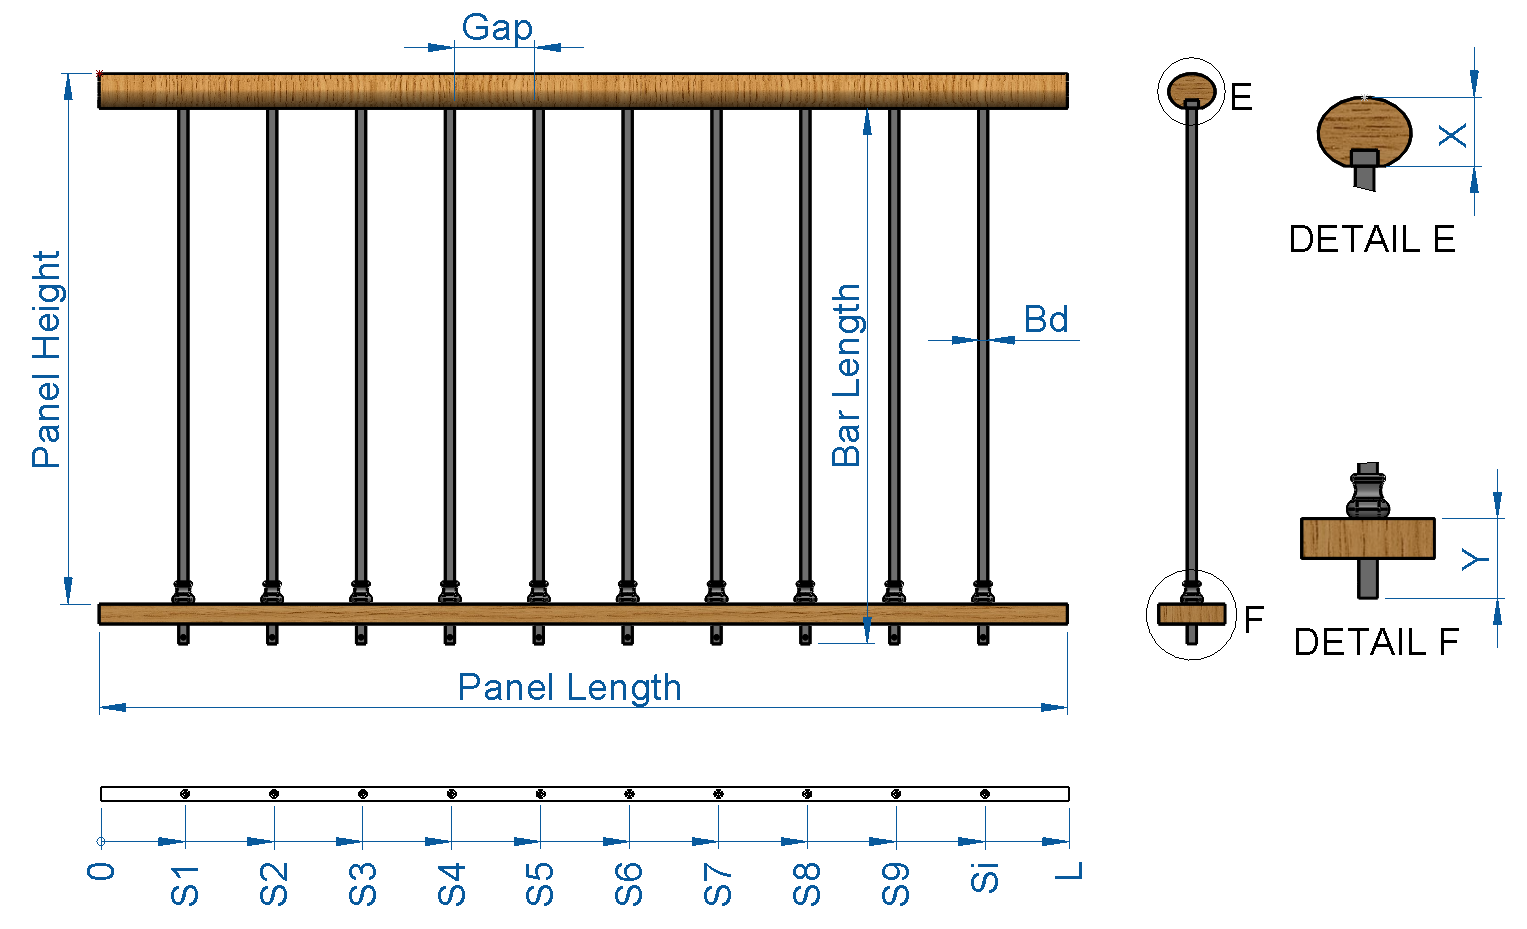 Gap
E
X
DETAIL E
Panel Height
Bar Length
Bd
Y
F
DETAIL F
Panel Length
0
S1
S2
S3
S4
S5
S6
S7
S8
S9
Si
L